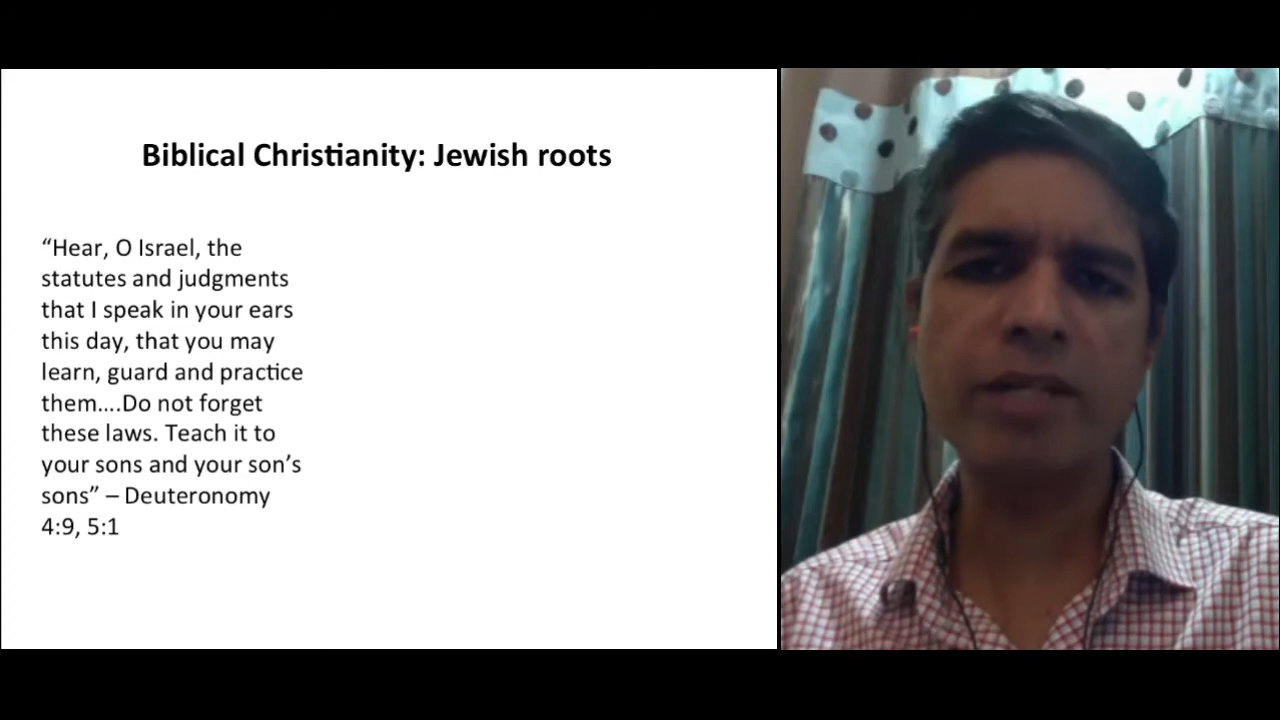 Biblical Christianity: Jewish roots
“Hear, O Israel, the
statutes and judgments
that I speak in your ears
this day, that you may
learn, guard and practice
them....Do not forget
these laws. Teach it to
your sons and your son’s
sons” – Deuteronomy
4:9, 5:1